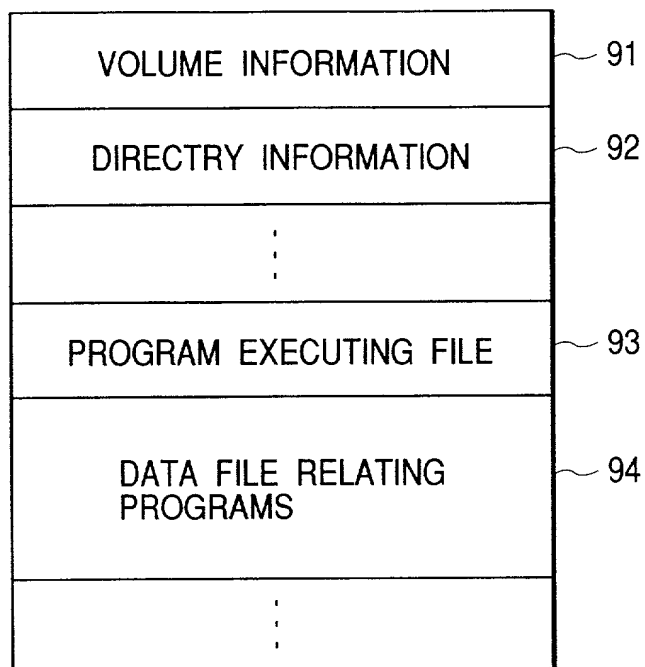 VOLUME INFORMATION 91
DIRECTRY INFORMATION 92
PROGRAM EXECUTING FILE 93
DATA FILE RELATING 94
PROGRAMS